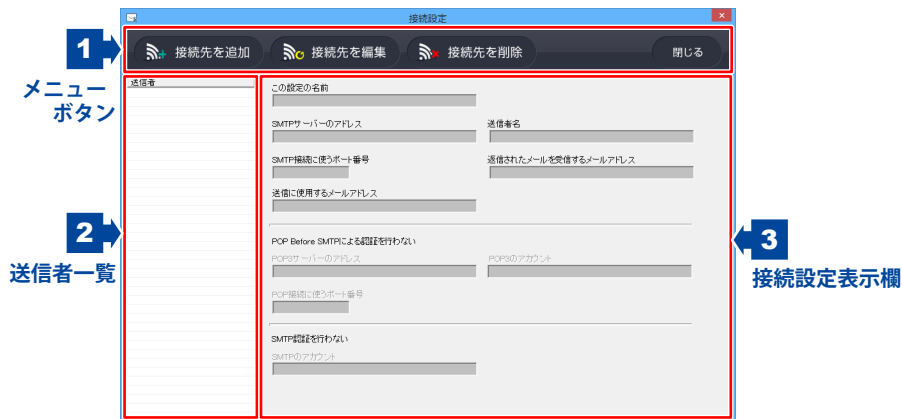 接続設定
1
接続先を追加
接続先を編集
接続先を削除
閉じる
メニュー
ボタン
送信者
この設定の名前
SMTPサーバーのアドレス
送信者名
SMTP接続に使うポート番号
返信されたメールを受信するメールアドレス
送信に使用するメールアドレス
2
送信者一覧
POP Before SMTPによる認証を行わない
POP3サーバーのアドレス
POP3のアカウント
3
接続設定表示欄
POP接続に使うポート番号
SMTP認証を行わない
SMTPのアカウント